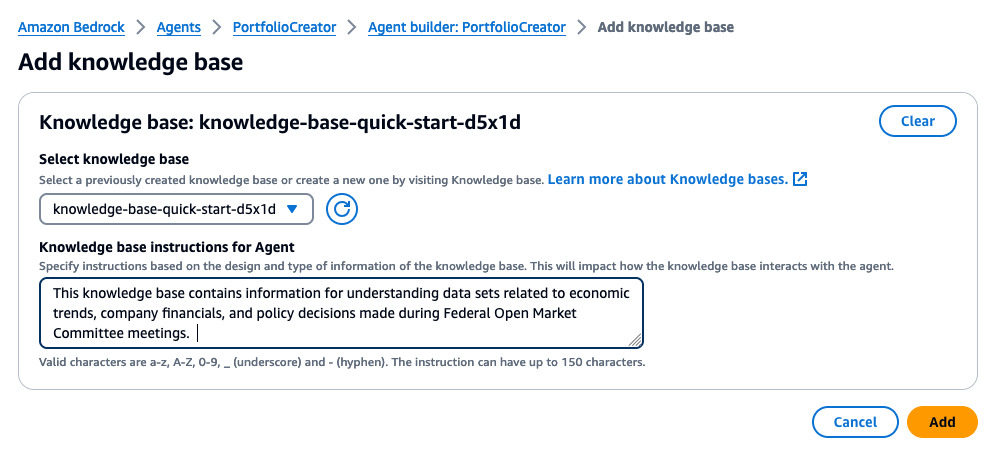 Amazon Bedrock > Agents > PortfolioCreator > Agent builder: PortfolioCreator > Add knowledge base
Add knowledge base
Knowledge base: knowledge-base-quick-start-d5x1d
Clear
Select knowledge base
Select a previously created knowledge base or create a new one by visiting Knowledge base. Learn more about Knowledge bases.
knowledge-base-quick-start-d5x1d
Knowledge base instructions for Agent
Specify instructions based on the design and type of information of the knowledge base. This will impact how the knowledge base interacts with the agent.
This knowledge base contains information for understanding data sets related to economic
trends, company financials, and policy decisions made during Federal Open Market
Committee meetings.
Valid characters are a-z, A-Z, 0-9, _ (underscore) and - (hyphen). The instruction can have up to 150 characters.
Cancel
Add